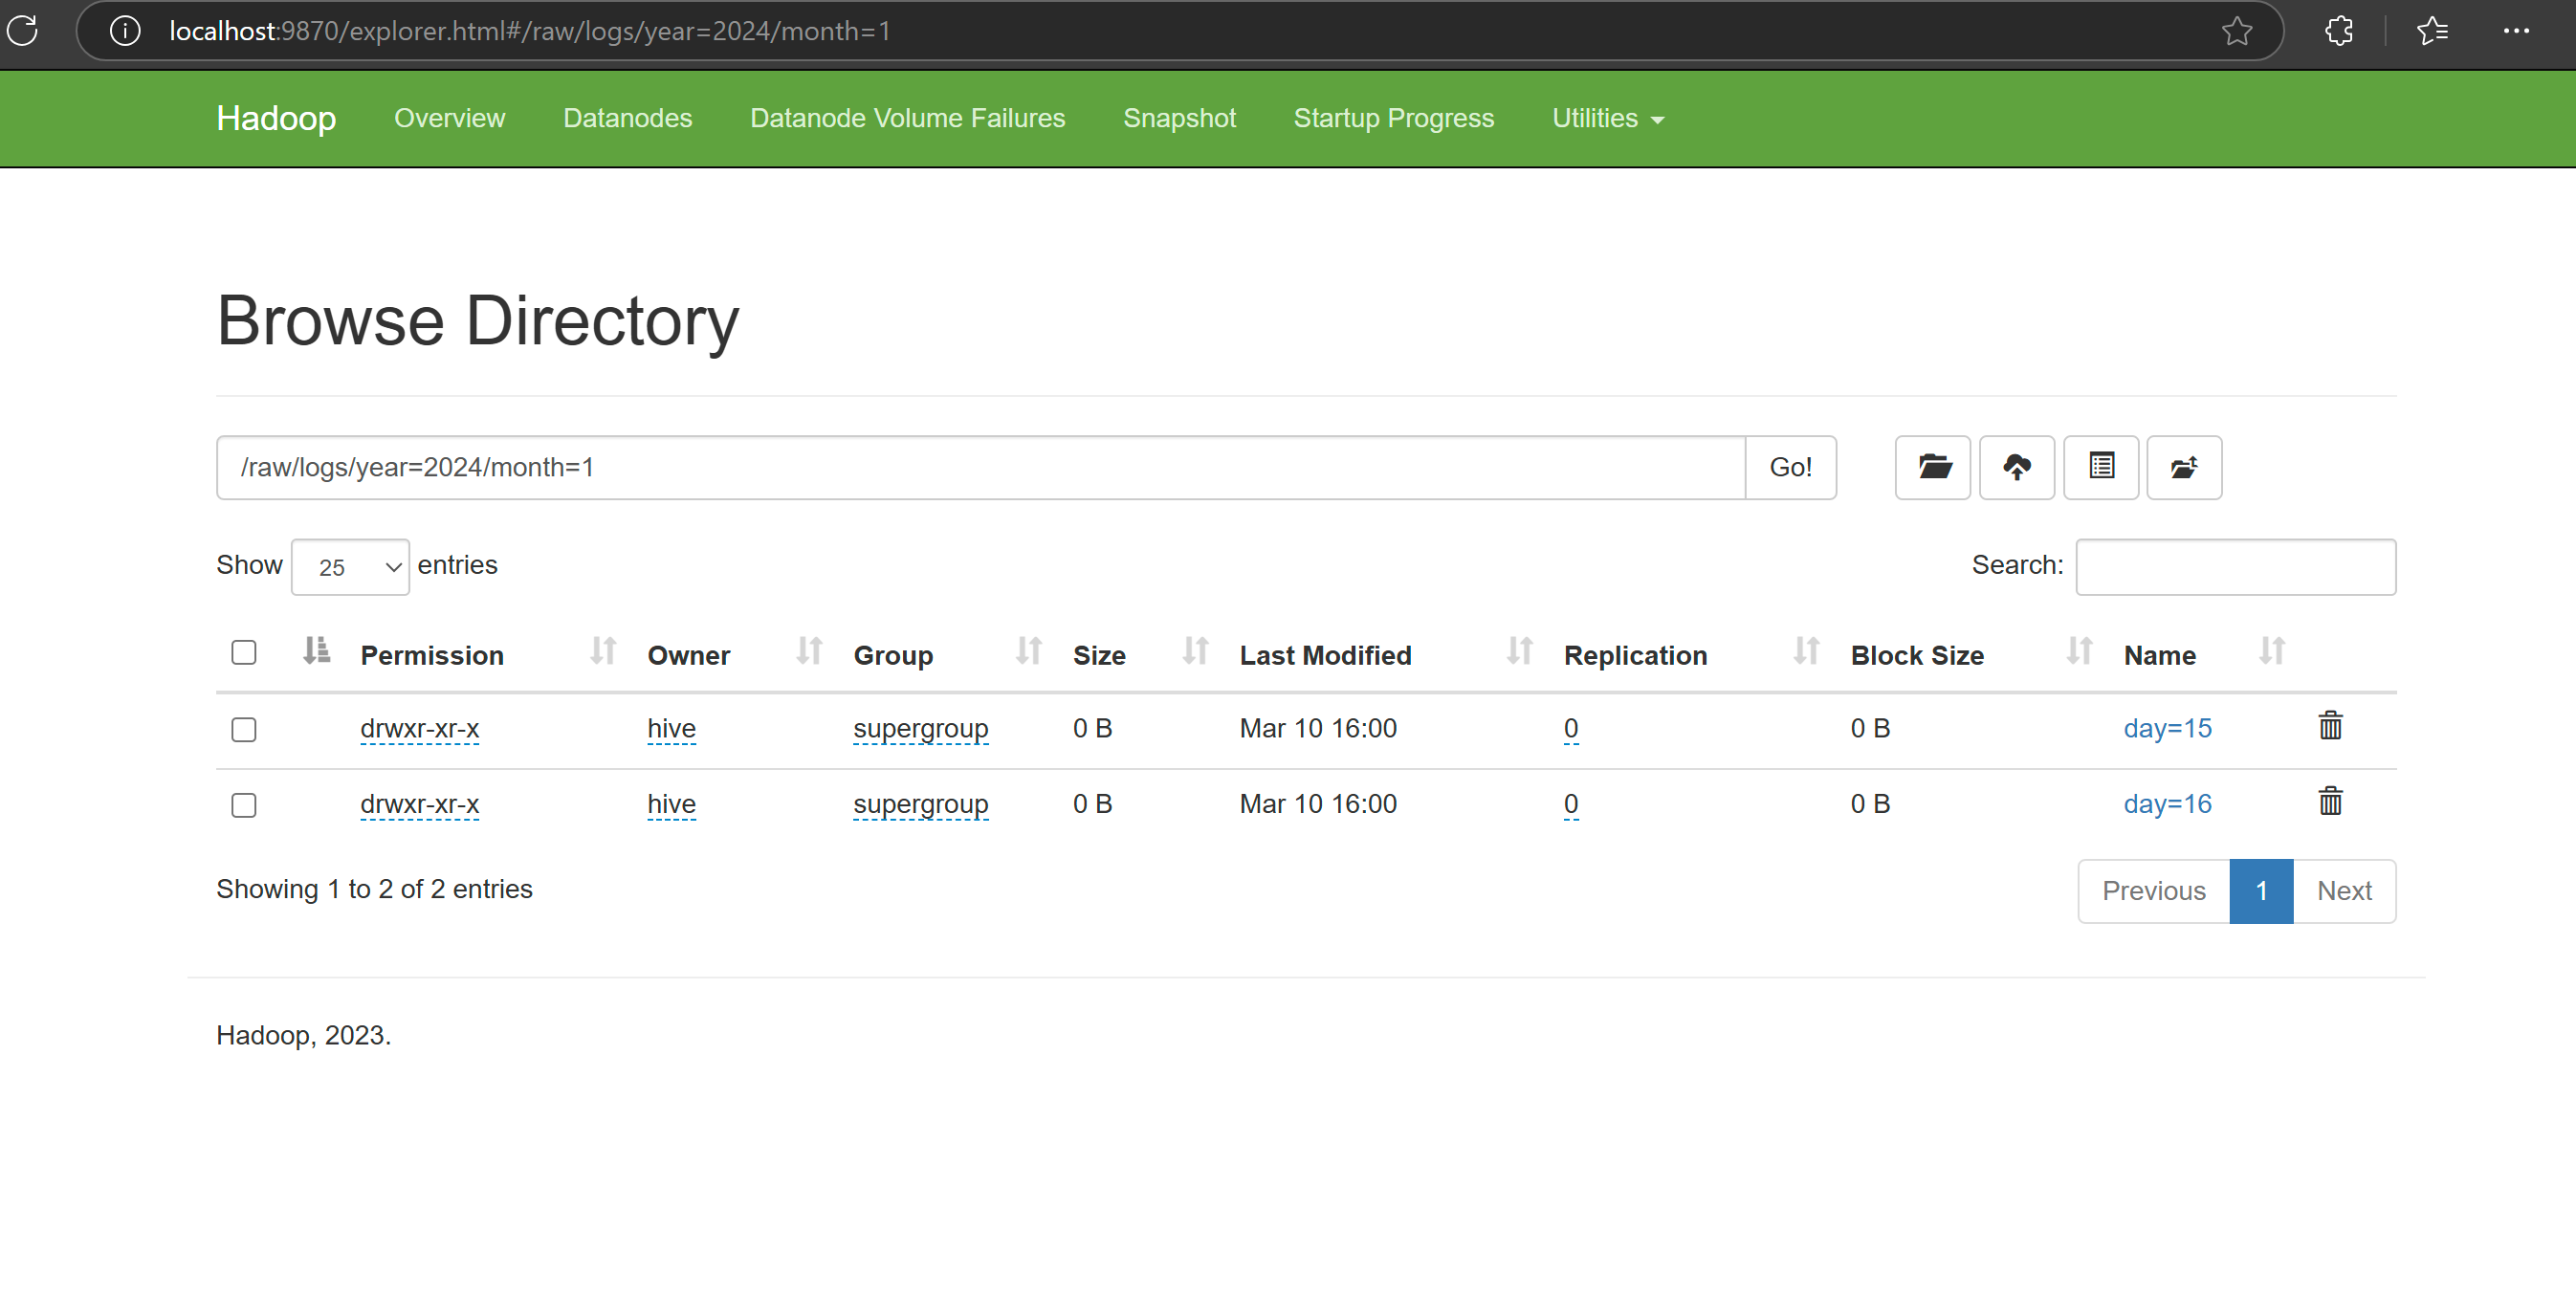 localhost:9870/explorer.html#/raw/logs/year=2024/month=1
Hadoop Overview Datanodes Datanode Volume Failures Snapshot Startup Progress Utilities
Browse Directory
/raw/logs/year=2024/month=1 Go!
Show 25 entries Search:
Permission Owner Group Size Last Modified Replication Block Size Name
drwxr-xr-x hive supergroup 0 B Mar 10 16:00 0 0 B day=15
drwxr-xr-x hive supergroup 0 B Mar 10 16:00 0 0 B day=16
Showing 1 to 2 of 2 entries Previous 1 Next
Hadoop, 2023.